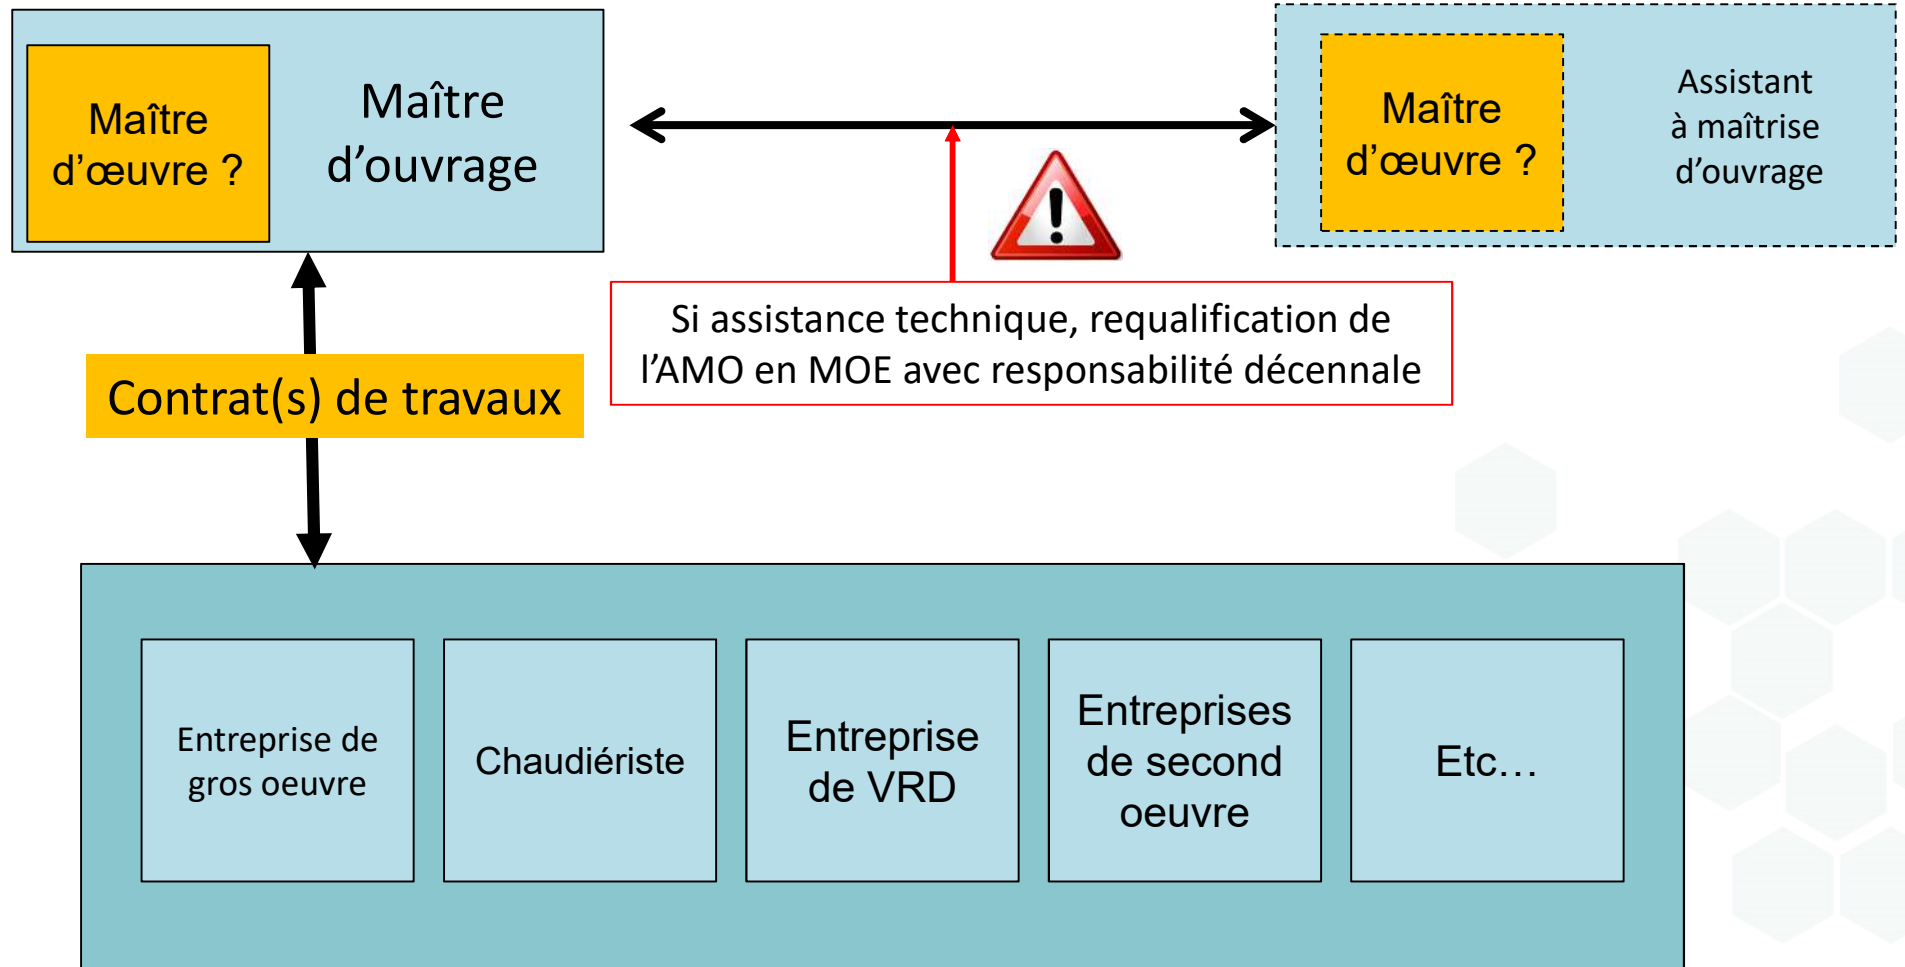 Maître
d'œuvre ?
Maître
d'ouvrage
Maître
d'œuvre ?
Assistant
à maîtrise
d'ouvrage
Si assistance technique, requalification de
l'AMO en MOE avec responsabilité décennale
Contrat(s) de travaux
Entreprise de
gros oeuvre
Chaudiériste
Entreprise
de VRD
Entreprises
de second
oeuvre
Etc...